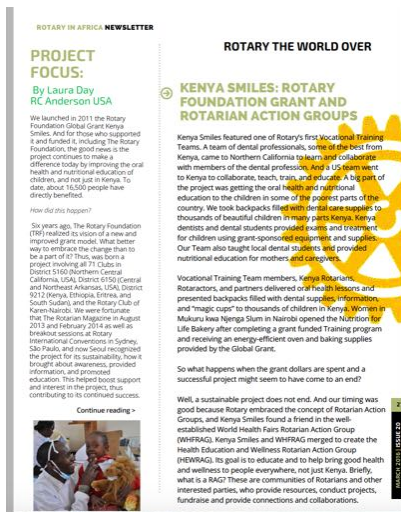 ROTARY IN AFRICA NEWSLETTER
ROTARY THE WORLD OVER
PROJECT
FOCUS:
By Laura Day
RC Anderson USA
We launched in 2011 the Rotary
Foundation Global Grant Kenya
Smiles. And for those who supported
it and funded it, including The Rotary
Foundation, the good news is the
project continues to make a
difference today by improving the oral
health and nutritional education of
children, and not just in Kenya. To
date, about 16,500 people have
directly benefited.
How did this happen?
Six years ago, The Rotary Foundation
(TRF) realized its vision of a new and
improved grant model. What better
way to embrace the change than to
be a part of it? Thus, was born a
project involving all 71 Clubs in
District 5160 (Northern Central
California, USA), District 6150 (Central
and Northeast Arkansas, USA), District
9212 (Kenya, Ethiopia, Eritrea, and
South Sudan), and the Rotary Club of
Karen-Nairobi. We were fortunate
that The Rotarian Magazine in August
2013 and February 2014 as well as
breakout sessions at Rotary
International Conventions in Sydney,
São Paulo, and now Seoul recognized
the project for its sustainability, how it
brought about awareness, provided
information, and promoted
education. This helped boost support
and interest in the project, thus
contributing to its continued success.
Continue reading >
KENYA SMILES: ROTARY
FOUNDATION GRANT AND
ROTARIAN ACTION GROUPS
Kenya Smiles featured one of Rotary's first Vocational Training
Teams. A team of dental professionals, some of the best from
Kenya, came to Northern California to learn and collaborate
with members of the dental profession. And a US team went
to Kenya to collaborate, teach, train, and educate. A big part of
the project was getting the oral health and nutritional
education to the children in some of the poorest parts of the
country. We took backpacks filled with dental care supplies to
thousands of beautiful children in many parts Kenya. Kenya
dentists and dental students provided exams and treatment
for children using grant-sponsored equipment and supplies.
Our Team also taught local dental students and provided
nutritional education for mothers and caregivers.
Vocational Training Team members, Kenya Rotarians,
Rotaractors, and partners delivered oral health lessons and
presented backpacks filled with dental supplies, information,
and "magic cups" to thousands of children in Kenya. Women in
Mukuru kwa Njenga Slum in Nairobi opened the Nutrition for
Life Bakery after completing a grant funded Training program
and receiving an energy-efficient oven and baking supplies
provided by the Global Grant.
So what happens when the grant dollars are spent and a
successful project might seem to have come to an end?
Well, a sustainable project does not end. And our timing was
good because Rotary embraced the concept of Rotarian Action
Groups, and Kenya Smiles found a friend in the well-
established World Health Fairs Rotarian Action Group
(WHFRAG). Kenya Smiles and WHFRAG merged to create the
Health Education and Wellness Rotarian Action Group
(HEWRAG). Its goal is to educate and to help bring good health
and wellness to people everywhere, not just Kenya. Briefly,
what is a RAG? These are communities of Rotarians and other
interested parties, who provide resources, conduct projects,
fundraise and provide connections and collaborations.
2
MARCH 2016 | ISSUE 20